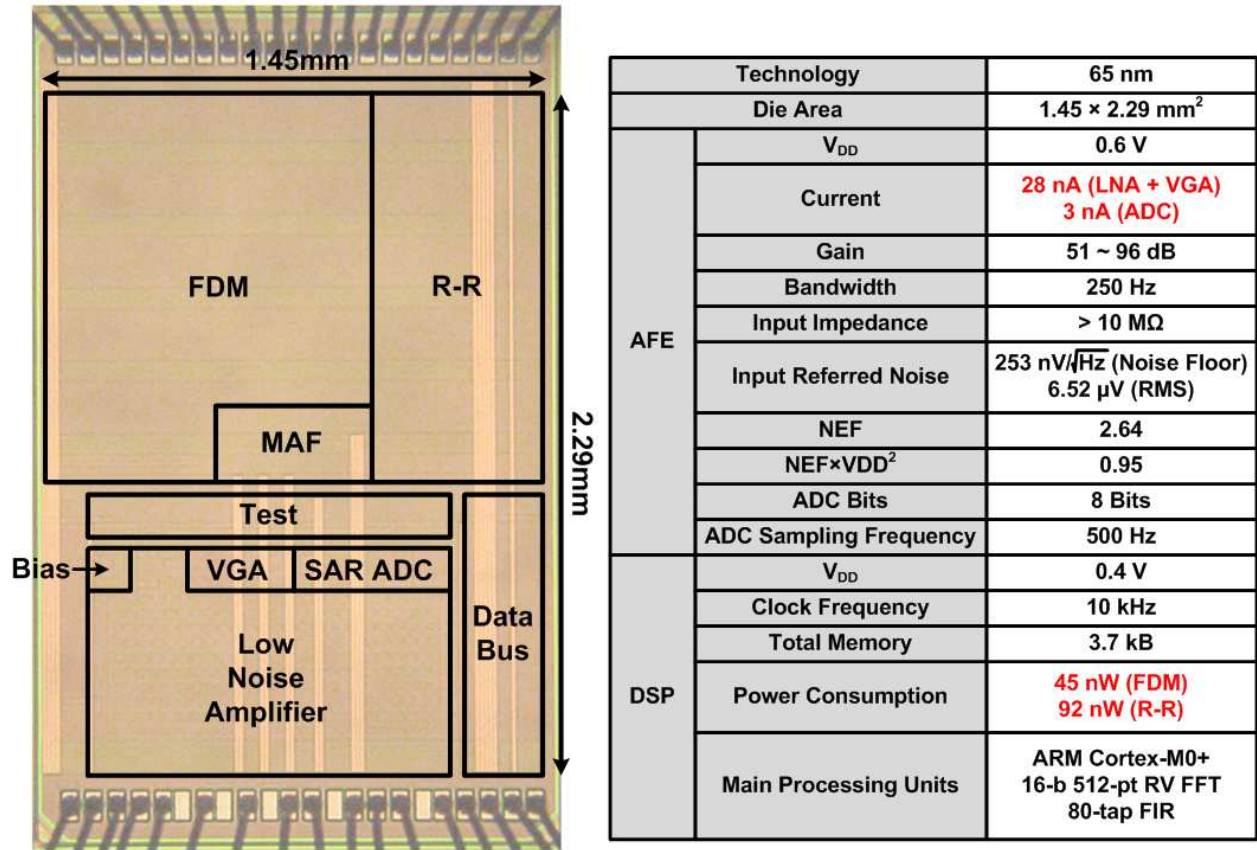 1.45mm
FDM
R-R
MAF
2.29mm
Test
Bias
VGA
SAR ADC
Low
Noise
Amplifier
Data
Bus
Technology 65 nm
Die Area 1.45 × 2.29 mm²
AFE
V_DD 0.6 V
Current
28 nA (LNA + VGA)
3 nA (ADC)
Gain 51 ~ 96 dB
Bandwidth 250 Hz
Input Impedance > 10 MΩ
Input Referred Noise
253 nV/√Hz (Noise Floor)
6.52 µV (RMS)
NEF 2.64
NEF×VDD² 0.95
ADC Bits 8 Bits
ADC Sampling Frequency 500 Hz
DSP
V_DD 0.4 V
Clock Frequency 10 kHz
Total Memory 3.7 kB
Power Consumption
45 nW (FDM)
92 nW (R-R)
Main Processing Units
ARM Cortex-M0+
16-b 512-pt RV FFT
80-tap FIR